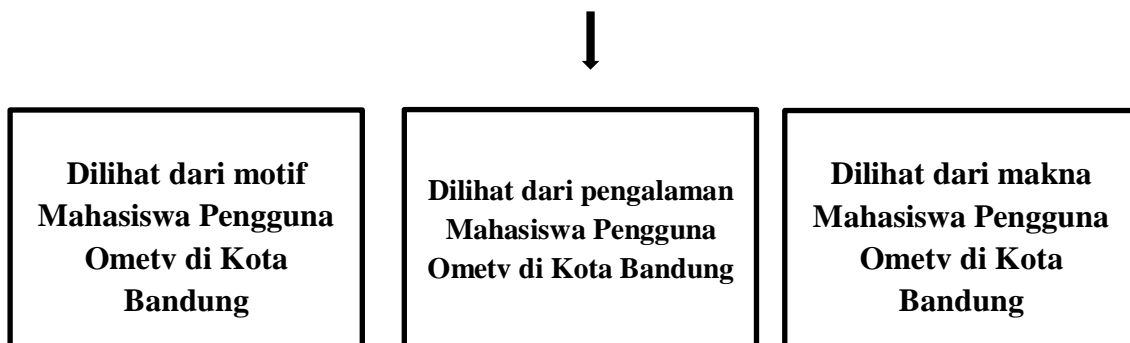 Dilihat dari motif
Mahasiswa Pengguna
Ometv di Kota
Bandung
Dilihat dari pengalaman
Mahasiswa Pengguna
Ometv di Kota Bandung
Dilihat dari makna
Mahasiswa Pengguna
Ometv di Kota
Bandung